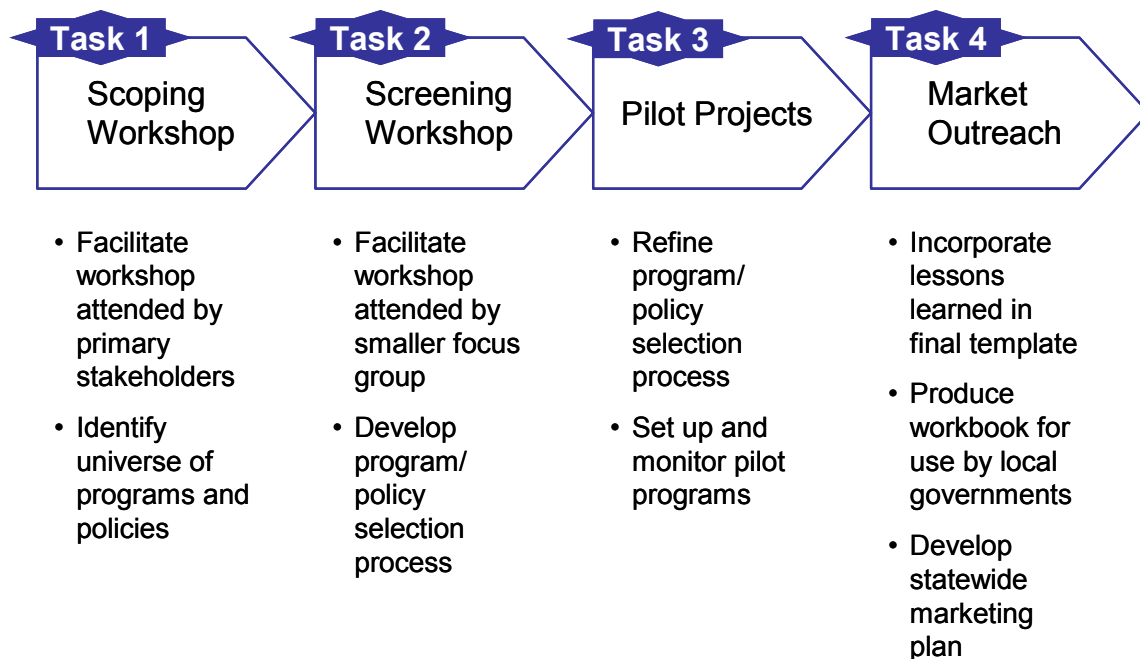 Task 1
Scoping
Workshop
• Facilitate
workshop
attended by
primary
stakeholders
• Identify
universe of
programs and
policies
Task 2
Screening
Workshop
• Facilitate
workshop
attended by
smaller focus
group
• Develop
program/
policy
selection
process
Task 3
Pilot Projects
• Refine
program/
policy
selection
process
• Set up and
monitor pilot
programs
Task 4
Market
Outreach
• Incorporate
lessons
learned in
final template
• Produce
workbook for
use by local
governments
• Develop
statewide
marketing
plan